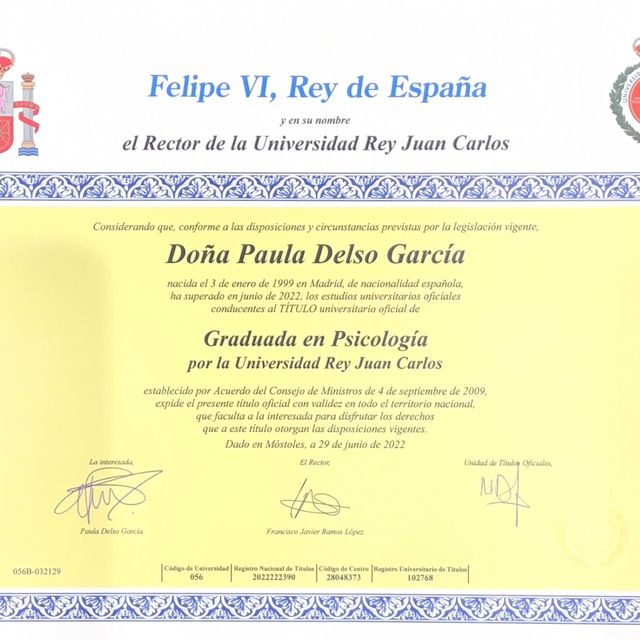 Felipe VI, Rey de España
y en su nombre
el Rector de la Universidad Rey Juan Carlos
Considerando que, conforme a las disposiciones y circunstancias previstas por la legislación vigente,
Doña Paula Delso García
nacida el 3 de enero de 1999 en Madrid, de nacionalidad española,
ha superado en junio de 2022, los estudios universitarios oficiales
conducentes al TÍTULO universitario oficial de
Graduada en Psicología
por la Universidad Rey Juan Carlos
establecido por Acuerdo del Consejo de Ministros de 4 de septiembre de 2009,
expide el presente título oficial con validez en todo el territorio nacional,
que faculta a la interesada para disfrutar los derechos
que a este título otorgan las disposiciones vigentes.
Dado en Móstoles, a 29 de junio de 2022
La interesada, El Rector, Unidad de Títulos Oficiales,
Paula Delso García Francisco Javier Ramos López
Código de Universidad Registro Nacional de Títulos Código de Centro Registro Universitario de Títulos
056B-032129 056 2022222390 28048373 102768